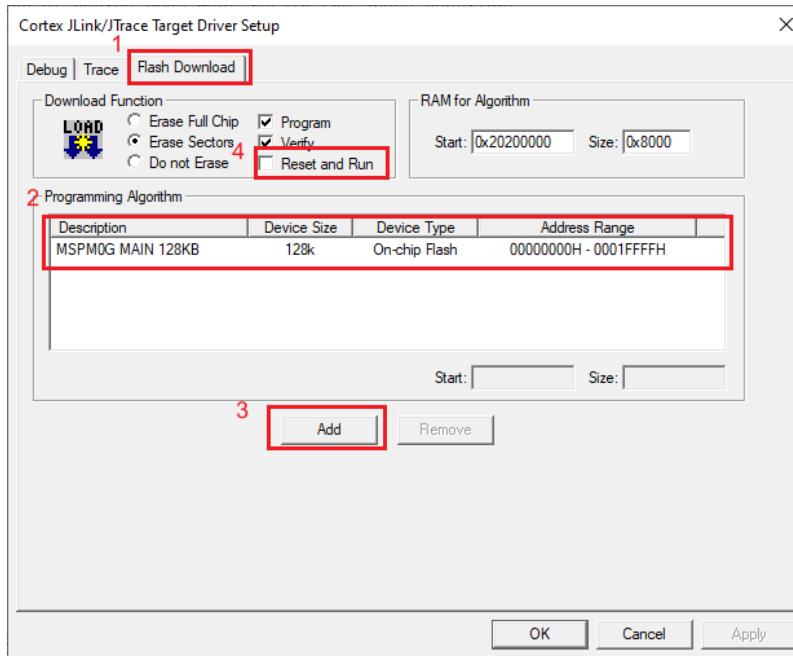 Cortex JLink/JTrace Target Driver Setup
1
Debug Trace Flash Download
Download Function
LOAD
Erase Full Chip Program
Erase Sectors Verify
4
Do not Erase Reset and Run
RAM for Algorithm
Start: 0x20200000 Size: 0x8000
2 Programming Algorithm
Description Device Size Device Type Address Range
MSPM0G MAIN 128KB 128k On-chip Flash 00000000H - 0001FFFFH
Start: Size:
3
Add Remove
OK Cancel Apply